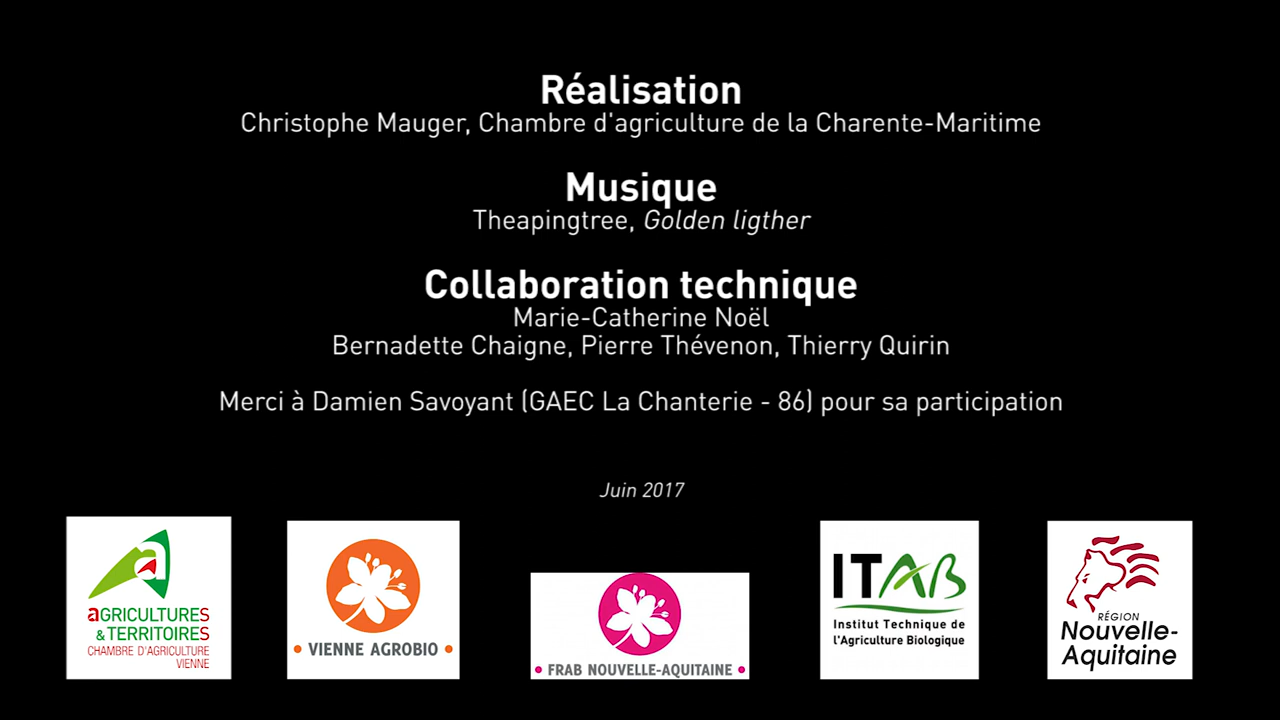 Réalisation
Christophe Mauger, Chambre d'agriculture de la Charente-Maritime
Musique
Theapingtree, Golden ligther
Collaboration technique
Marie-Catherine Noël
Bernadette Chaigne, Pierre Thévenon, Thierry Quirin
Merci à Damien Savoyant (GAEC La Chanterie - 86) pour sa participation
Juin 2017
a
aGRICULTURES
& TERRITOIRES
CHAMBRE D'AGRICULTURE
VIENNE
• VIENNE AGROBIO •
• FRAB NOUVELLE-AQUITAINE •
ITAB
Institut Technique de
l'Agriculture Biologique
RÉGION
Nouvelle-
Aquitaine